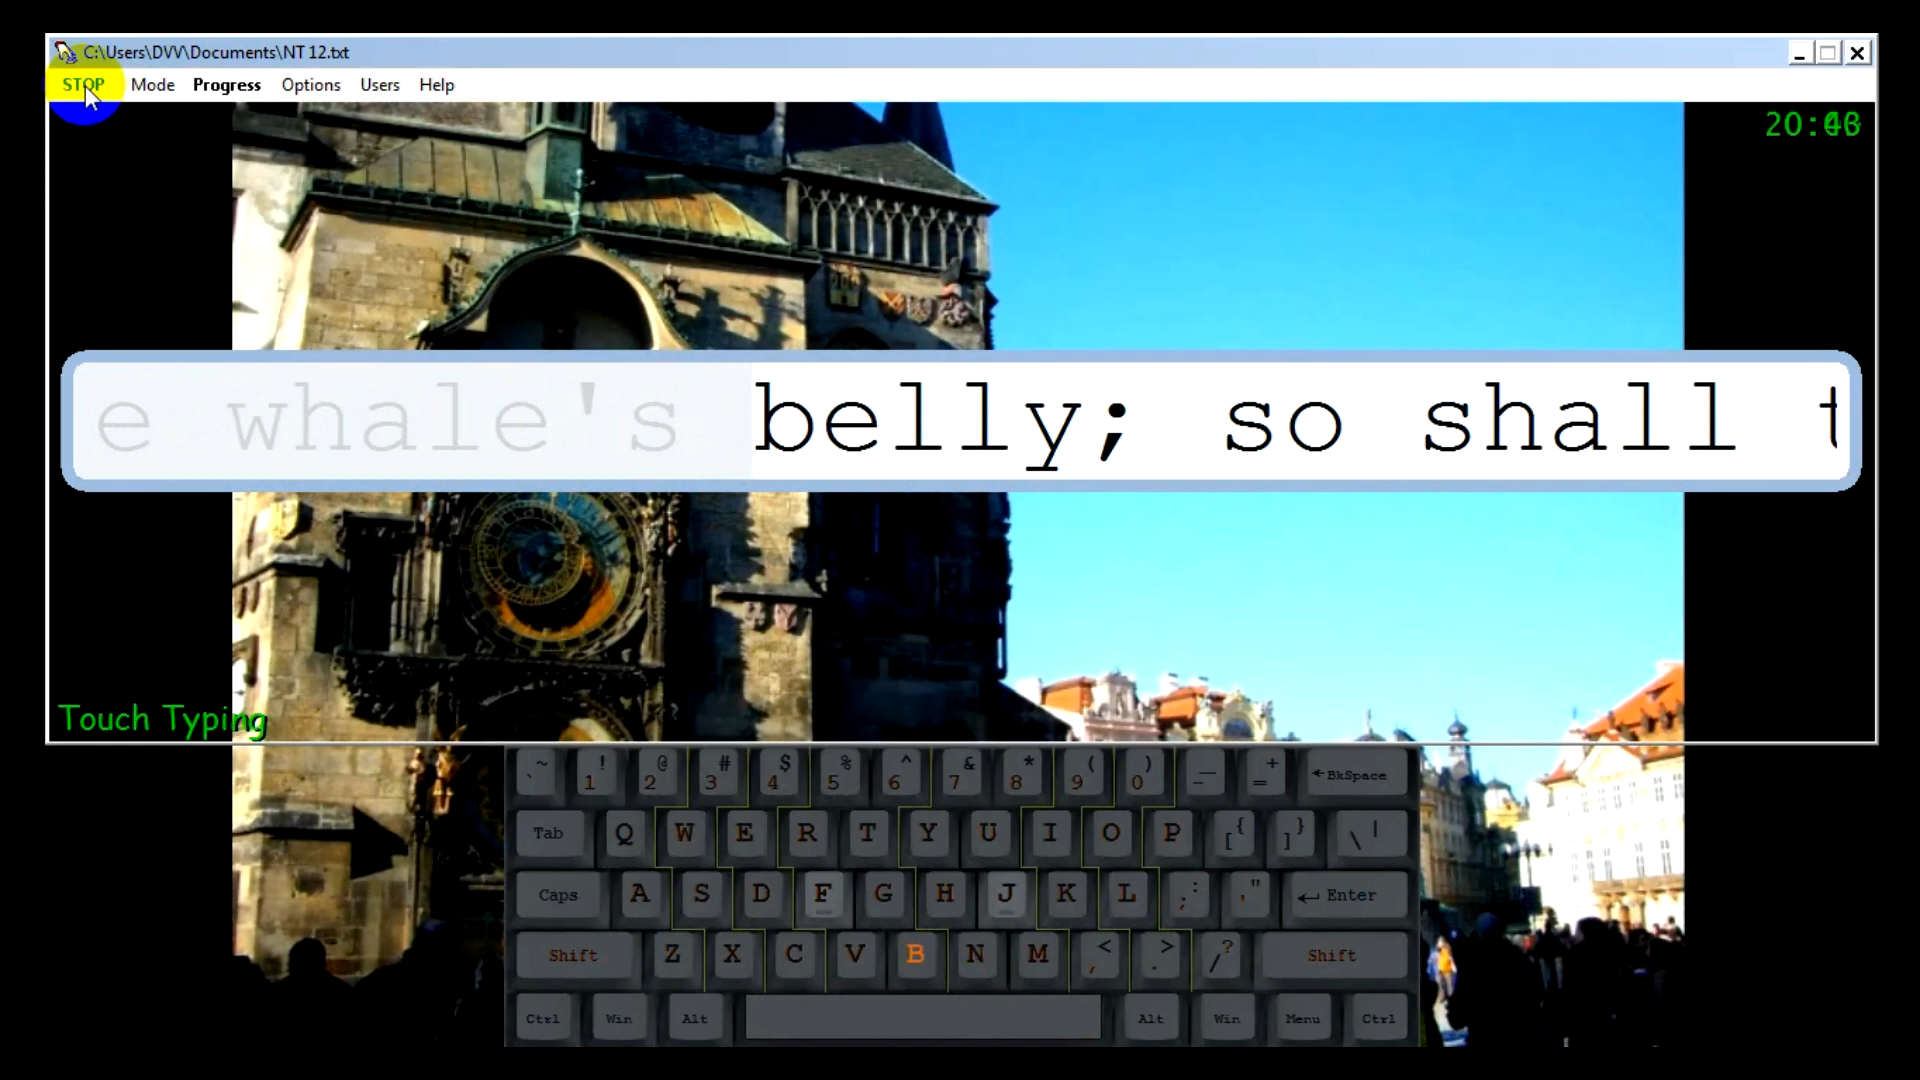 C:\Users\DVV\Documents\NT 12.txt
STOP Mode Progress Options Users Help
e whale's belly; so shall t
Touch Typing
~ ` ! 1 @ 2 # 3 $ 4 % 5 ^ 6 & 7 * 8 ( 9 ) 0 _ - + = ←BkSpace
Tab Q W E R T Y U I O P { [ } ] | \
Caps A S D F G H J K L : ; " ' ↵ Enter
Shift Z X C V B N M < , > . ? / Shift
Ctrl Win Alt Alt Win Menu Ctrl